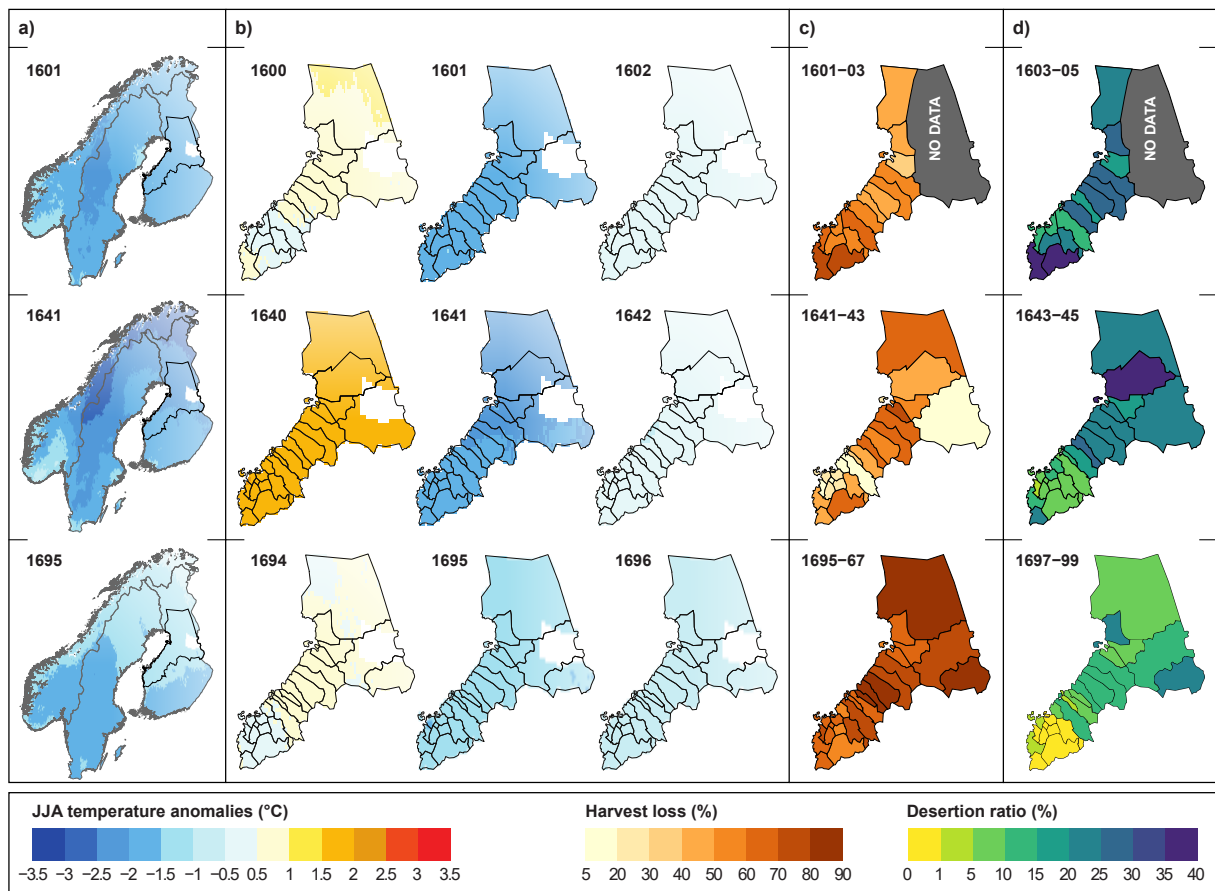 a) b) c) d)
1601 1600 1601 1602 1601−03 1603−05
NO DATA NO DATA
1641 1640 1641 1642 1641−43 1643−45
1695 1694 1695 1696 1695−67 1697−99
JJA temperature anomalies (°C) Harvest loss (%) Desertion ratio (%)
−3.5 −3 −2.5 −2 −1.5 −1 −0.5 0.5 1 1.5 2 2.5 3 3.5 5 20 30 40 50 60 70 80 90 0 1 5 10 15 20 25 30 35 40